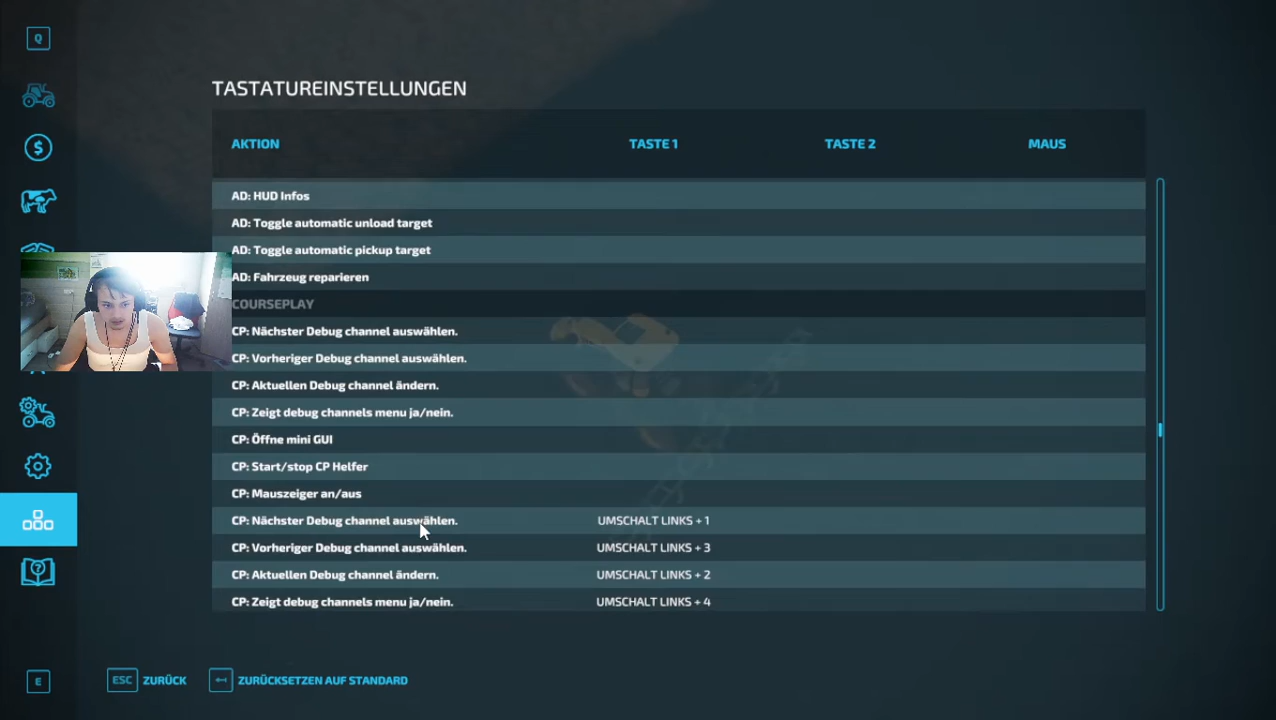 Q
TASTATUREINSTELLUNGEN
AKTION TASTE 1 TASTE 2 MAUS
AD: HUD Infos
AD: Toggle automatic unload target
AD: Toggle automatic pickup target
AD: Fahrzeug reparieren
COURSEPLAY
CP: Nächster Debug channel auswählen.
CP: Vorheriger Debug channel auswählen.
CP: Aktuellen Debug channel ändern.
CP: Zeigt debug channels menu ja/nein.
CP: Öffne mini GUI
CP: Start/stop CP Helfer
CP: Mauszeiger an/aus
CP: Nächster Debug channel auswählen. UMSCHALT LINKS + 1
CP: Vorheriger Debug channel auswählen. UMSCHALT LINKS + 3
CP: Aktuellen Debug channel ändern. UMSCHALT LINKS + 2
CP: Zeigt debug channels menu ja/nein. UMSCHALT LINKS + 4
E ESC ZURÜCK ZURÜCKSETZEN AUF STANDARD